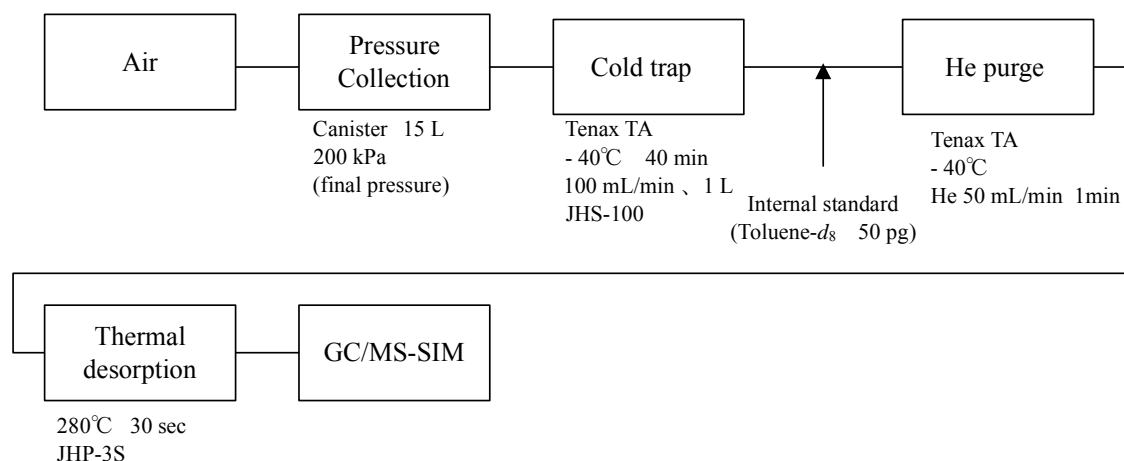 Air
Pressure
Collection
Canister 15 L
200 kPa
(final pressure)
Cold trap
Tenax TA
- 40℃ 40 min
100 mL/min 、1 L
JHS-100
Internal standard
(Toluene-d₈ 50 pg)
He purge
Tenax TA
- 40℃
He 50 mL/min 1min
Thermal
desorption
280℃ 30 sec
JHP-3S
GC/MS-SIM